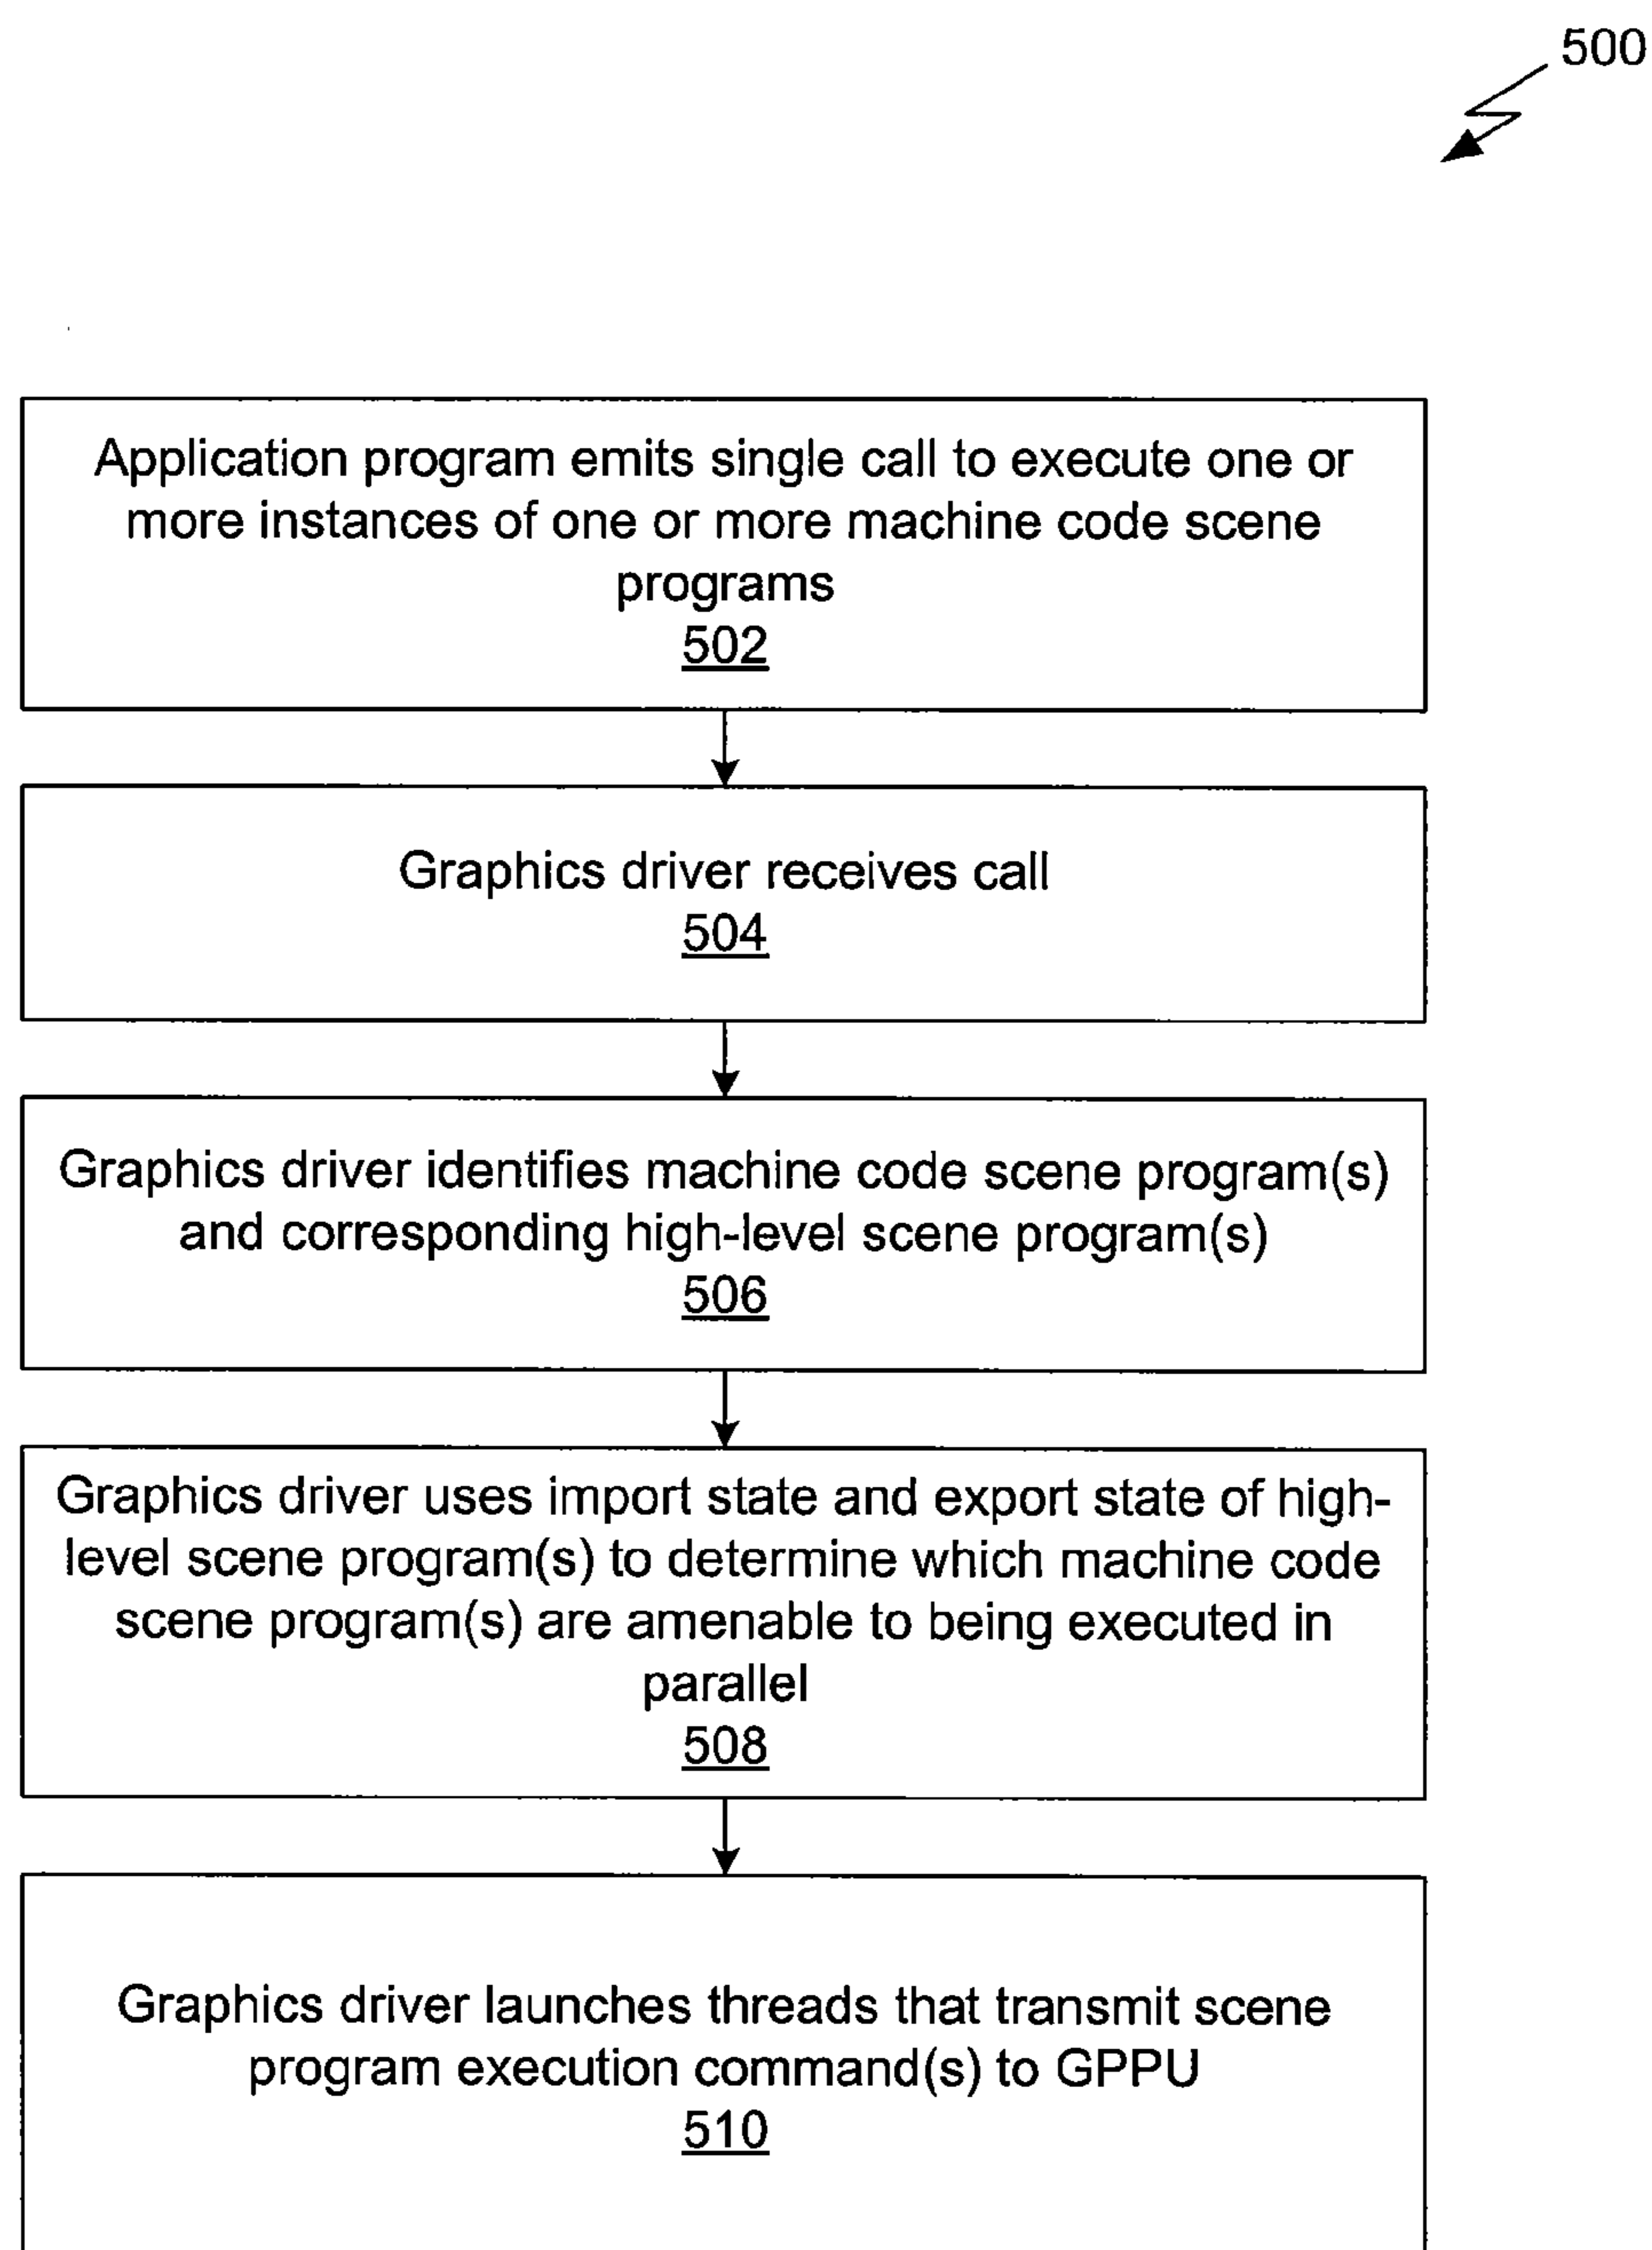 500
Application program emits single call to execute one or
more instances of one or more machine code scene
programs
502
Graphics driver receives call
504
Graphics driver identifies machine code scene program(s)
and corresponding high-level scene program(s)
506
Graphics driver uses import state and export state of high-
level scene program(s) to determine which machine code
scene program(s) are amenable to being executed in
parallel
508
Graphics driver launches threads that transmit scene
program execution command(s) to GPPU
510